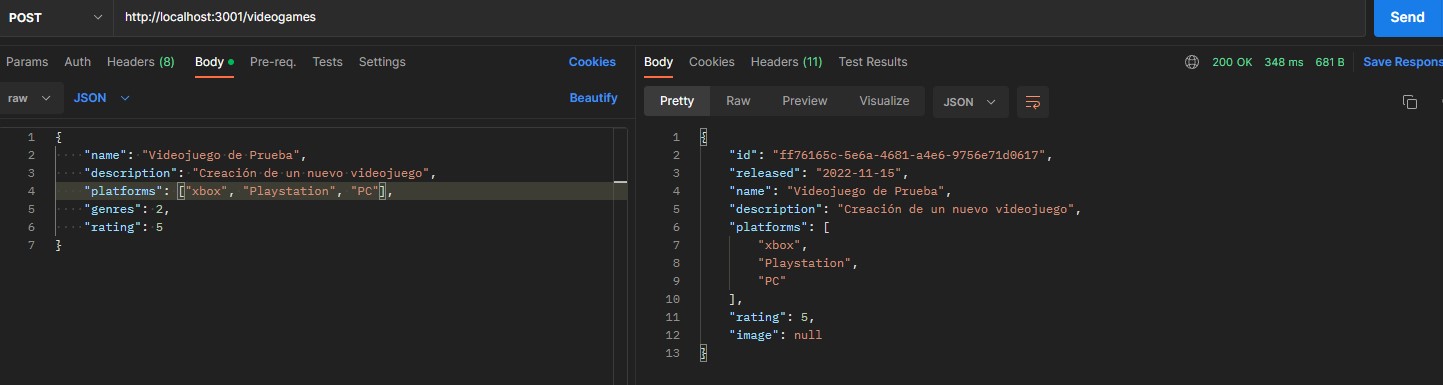 POST http://localhost:3001/videogames Send
Params Auth Headers (8) Body Pre-req. Tests Settings Cookies
raw JSON Beautify
1 {
2 "name": "Videojuego de Prueba",
3 "description": "Creación de un nuevo videojuego",
4 "platforms": ["xbox", "Playstation", "PC"],
5 "genres": 2,
6 "rating": 5
7 }
Body Cookies Headers (11) Test Results 200 OK 348 ms 681 B Save Respons
Pretty Raw Preview Visualize JSON
1 {
2 "id": "ff76165c-5e6a-4681-a4e6-9756e71d0617",
3 "released": "2022-11-15",
4 "name": "Videojuego de Prueba",
5 "description": "Creación de un nuevo videojuego",
6 "platforms": [
7 "xbox",
8 "Playstation",
9 "PC"
10 ],
11 "rating": 5,
12 "image": null
13 }